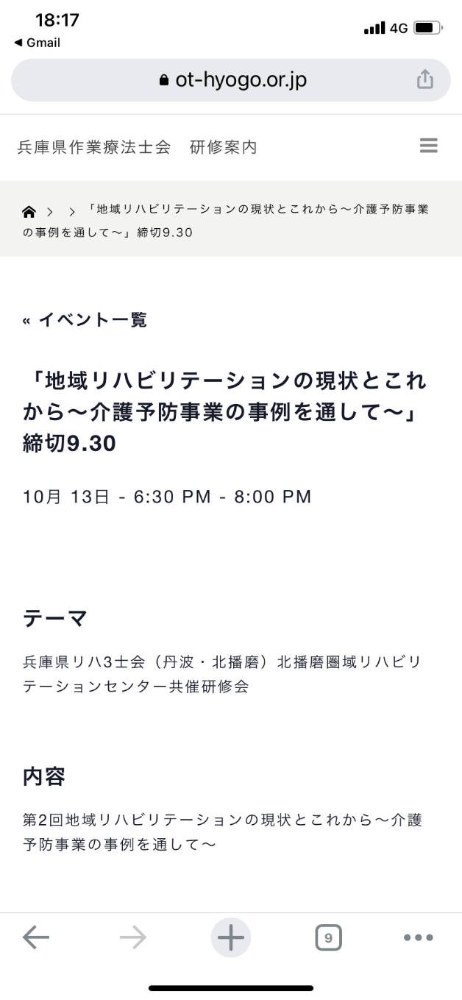 18:17
4G
◀ Gmail
ot-hyogo.or.jp
兵庫県作業療法士会　研修案内
> > 「地域リハビリテーションの現状とこれから～介護予防事業
の事例を通して～」締切9.30
« イベント一覧
「地域リハビリテーションの現状とこれ
から～介護予防事業の事例を通して～」
締切9.30
10月 13日 - 6:30 PM - 8:00 PM
テーマ
兵庫県リハ3士会（丹波・北播磨）北播磨圏域リハビリ
テーションセンター共催研修会
内容
第2回地域リハビリテーションの現状とこれから～介護
予防事業の事例を通して～
9